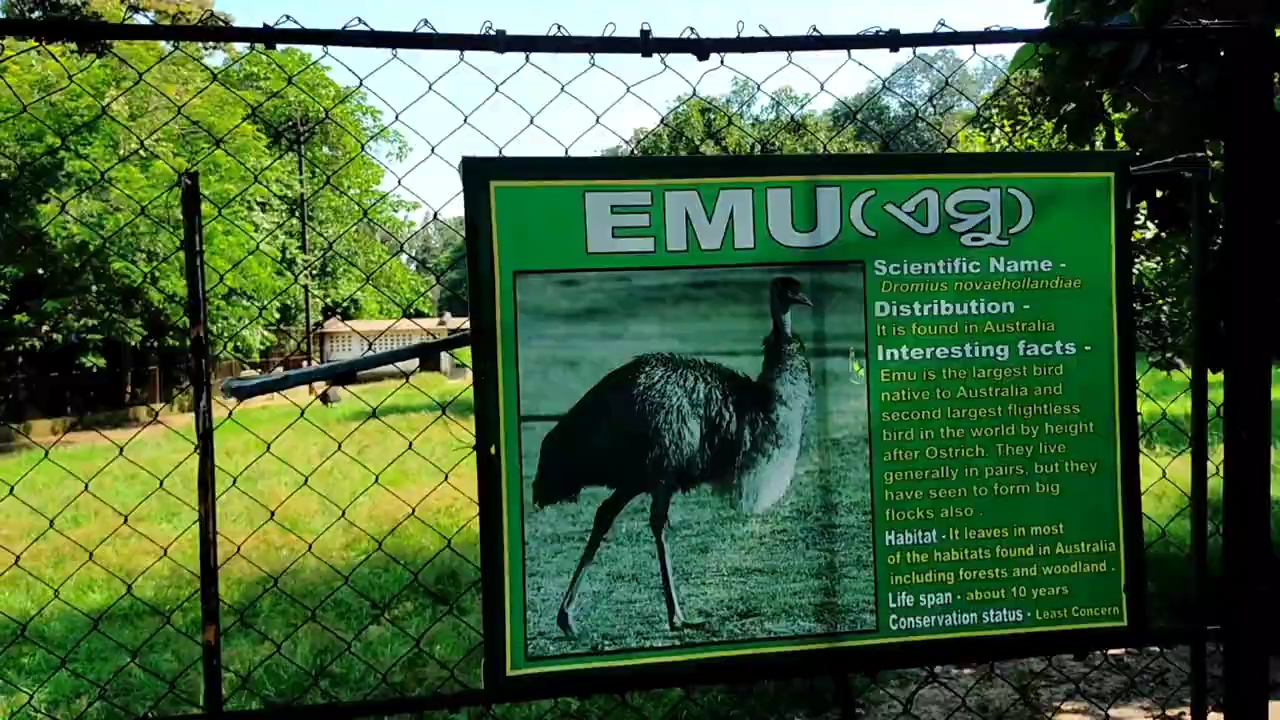 EMU(ଏମୁ)
Scientific Name -
Dromius novaehollandiae
Distribution -
It is found in Australia
Interesting facts -
Emu is the largest bird
native to Australia and
second largest flightless
bird in the world by height
after Ostrich. They live
generally in pairs, but they
have seen to form big
flocks also .
Habitat - It leaves in most
of the habitats found in Australia
including forests and woodland .
Life span - about 10 years
Conservation status - Least Concern